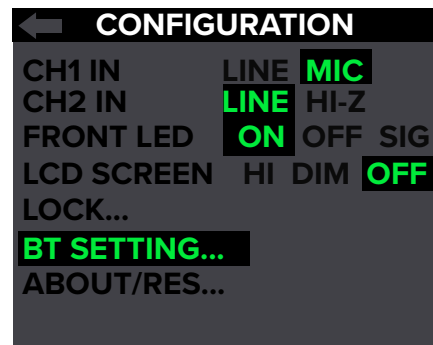 CONFIGURATION
CH1 IN LINE MIC
CH2 IN LINE HI-Z
FRONT LED ON OFF SIG
LCD SCREEN HI DIM OFF
LOCK...
BT SETTING...
ABOUT/RES...